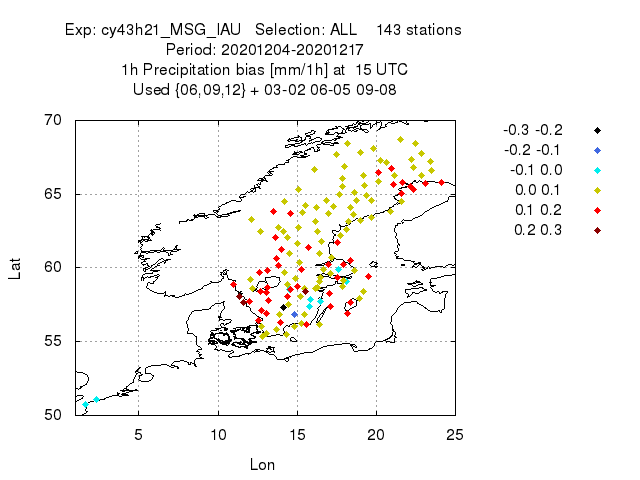 Exp: cy43h21_MSG_IAU   Selection: ALL    143 stations
Period: 20201204-20201217
1h Precipitation bias [mm/1h] at  15 UTC
Used {06,09,12} + 03-02 06-05 09-08
70
65
60
55
50
5 10 15 20 25
Lat
Lon
-0.3 -0.2
-0.2 -0.1
-0.1 0.0
0.0 0.1
0.1 0.2
0.2 0.3